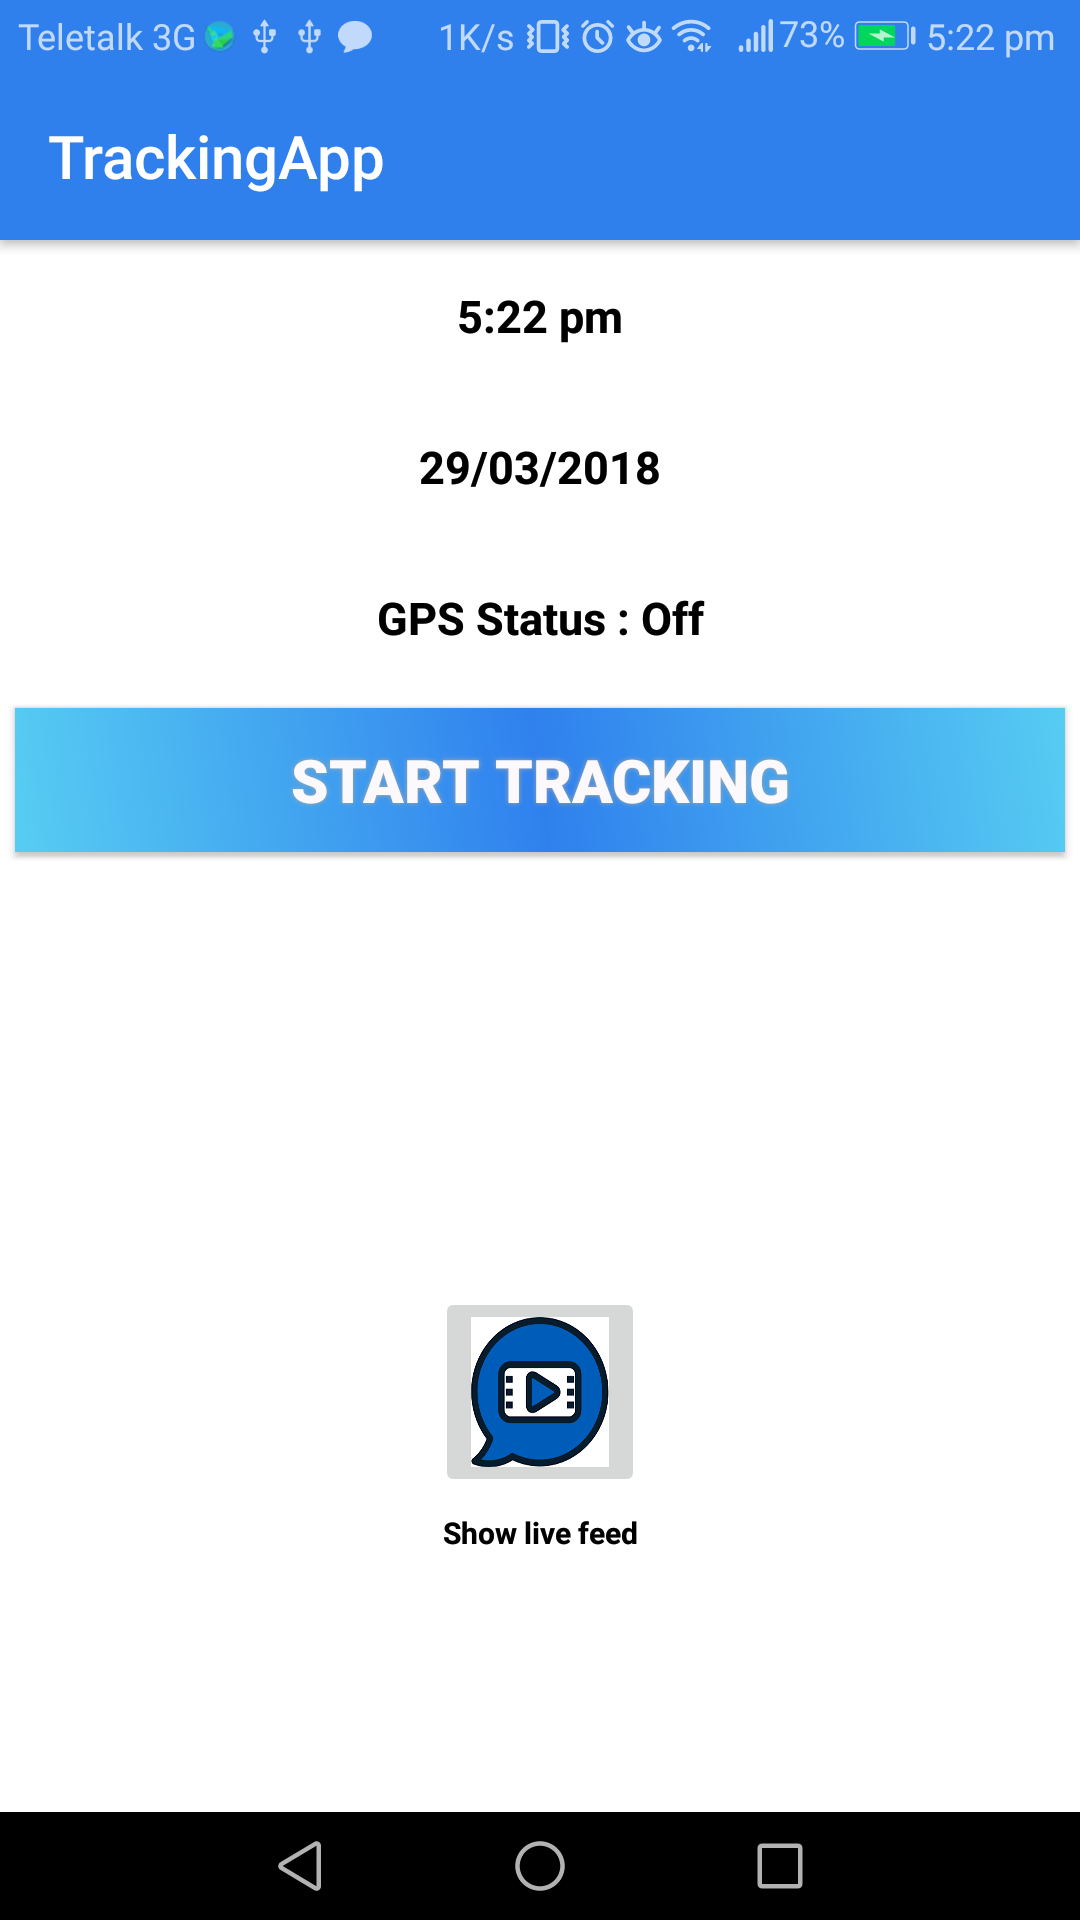 Teletalk 3G 1K/s 73% 5:22 pm
TrackingApp
5:22 pm
29/03/2018
GPS Status : Off
START TRACKING
Show live feed